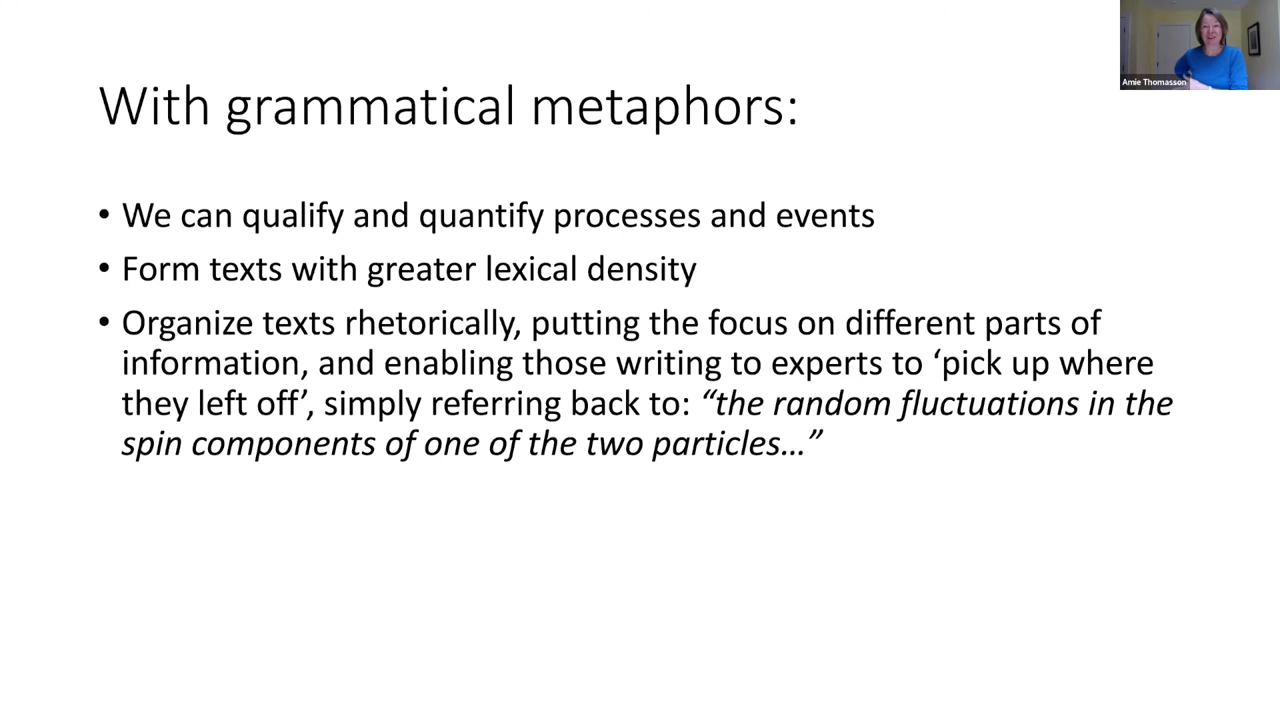 Amie Thomasson
With grammatical metaphors:
• We can qualify and quantify processes and events
• Form texts with greater lexical density
• Organize texts rhetorically, putting the focus on different parts of
information, and enabling those writing to experts to ‘pick up where
they left off’, simply referring back to: “the random fluctuations in the
spin components of one of the two particles…”